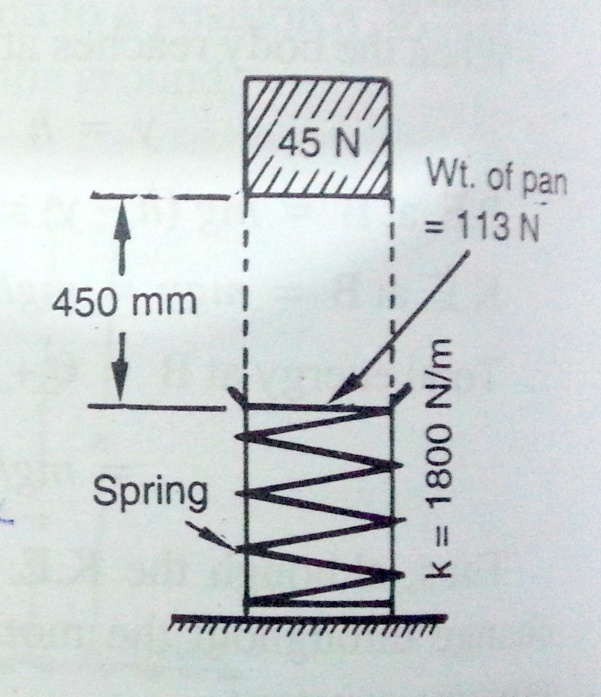 45 N
Wt. of pan
= 113 N
450 mm
k = 1800 N/m
Spring